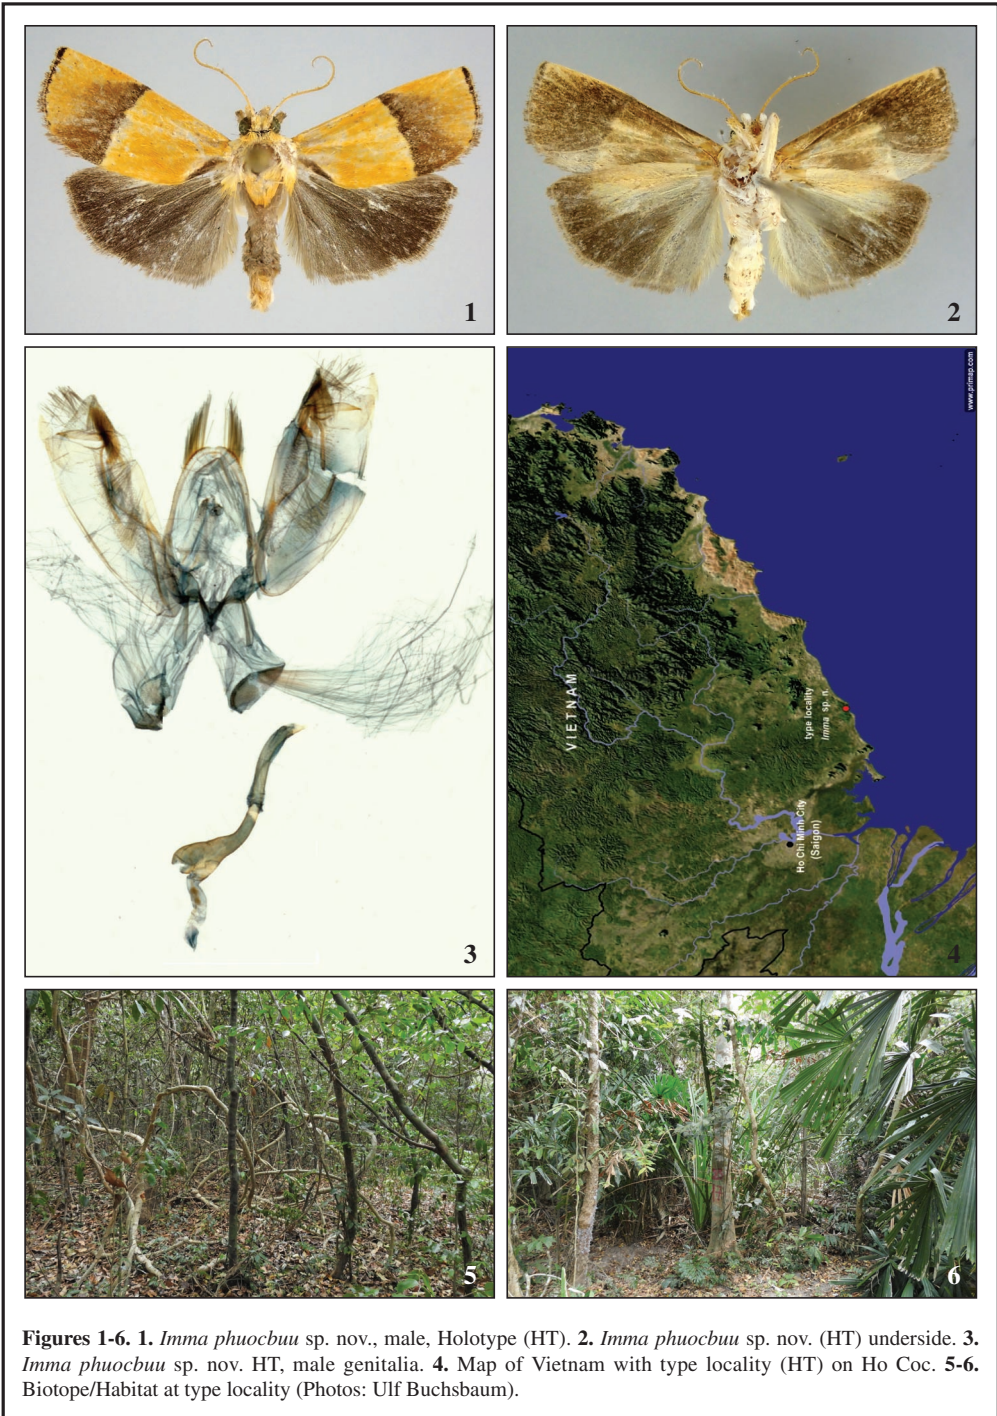 1
2
3
www.primap.com
VIETNAM
type locality
Imma sp. n.
Ho Chi Minh City
(Saigon)
4
5
6
Figures 1-6. 1. Imma phuocbuu sp. nov., male, Holotype (HT). 2. Imma phuocbuu sp. nov. (HT) underside. 3.
Imma phuocbuu sp. nov. HT, male genitalia. 4. Map of Vietnam with type locality (HT) on Ho Coc. 5-6.
Biotope/Habitat at type locality (Photos: Ulf Buchsbaum).